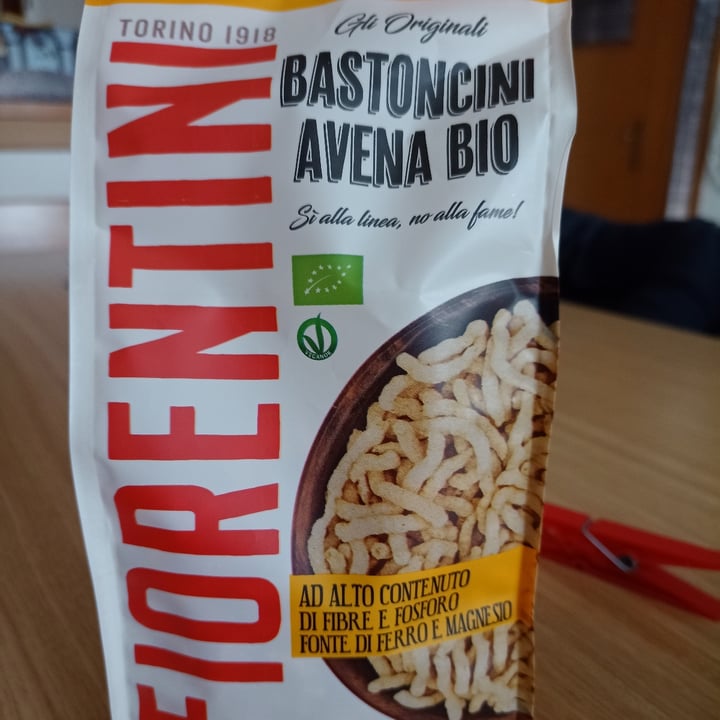 TORINO 1918
FIORENTINI
Gli Originali
BASTONCINI
AVENA BIO
Sì alla linea, no alla fame!
VEGANOK
AD ALTO CONTENUTO
DI FIBRE E FOSFORO
FONTE DI FERRO E MAGNESIO